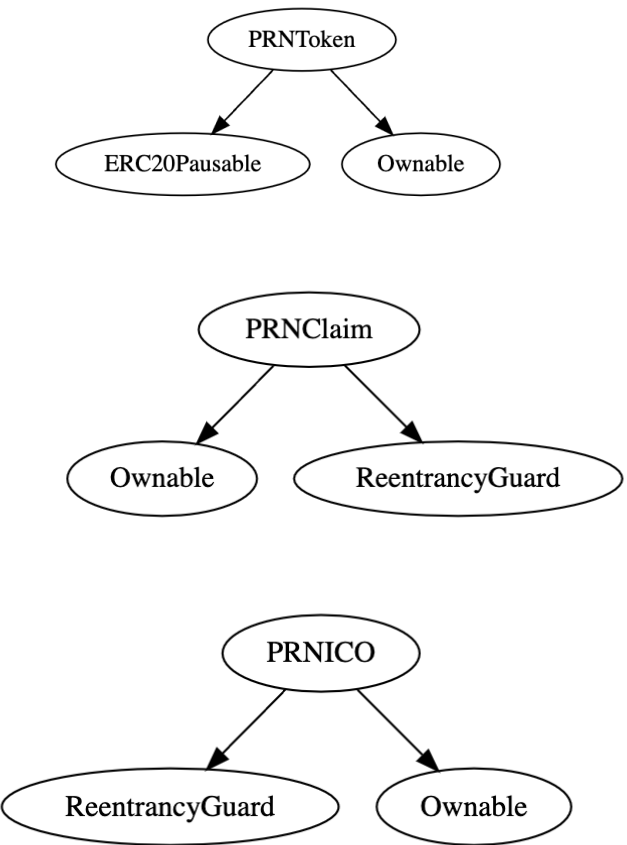 PRNToken
ERC20Pausable
Ownable
PRNClaim
Ownable
ReentrancyGuard
PRNICO
ReentrancyGuard
Ownable